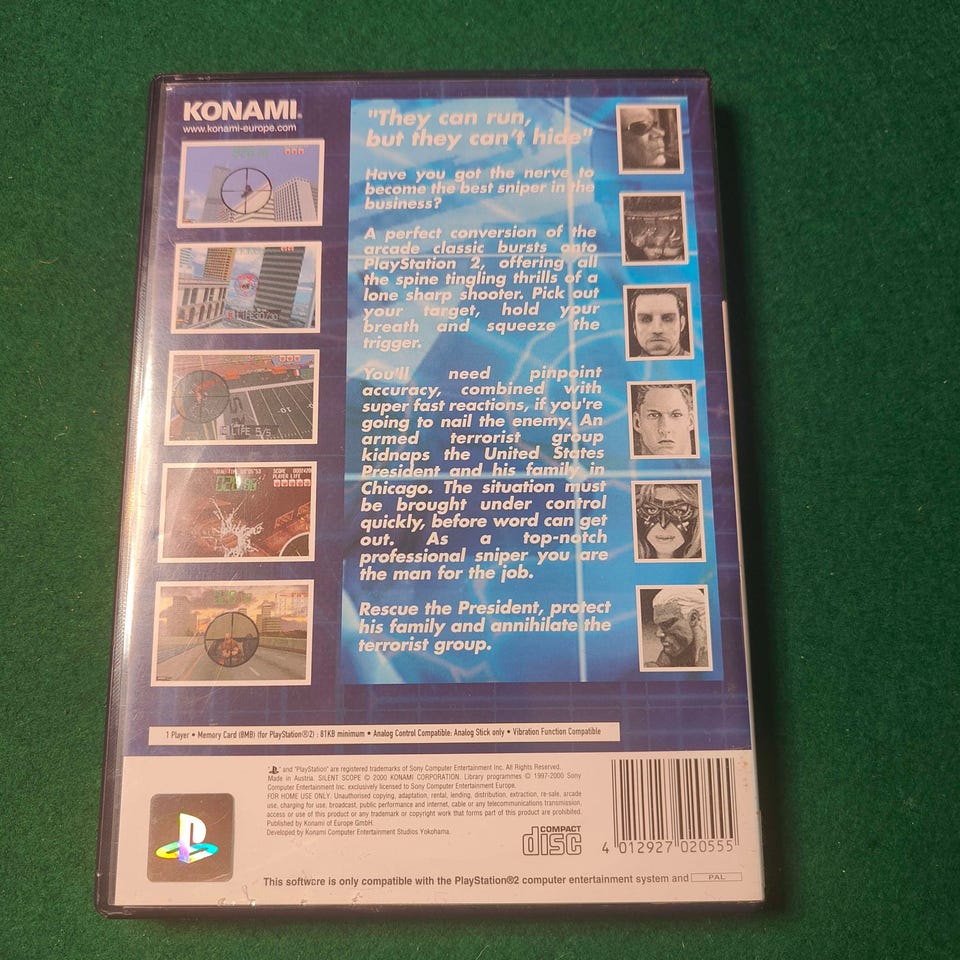 KONAMI®
www.konami-europe.com
"They can run,
but they can't hide"
Have you got the nerve to
become the best sniper in the
business?
A perfect conversion of the
arcade classic bursts onto
PlayStation 2, offering all
the spine tingling thrills of a
lone sharp shooter. Pick out
your target, hold your
breath and squeeze the
trigger.
You'll need pinpoint
accuracy, combined with
super fast reactions, if you're
going to nail the enemy. An
armed terrorist group
kidnaps the United States
President and his family in
Chicago. The situation must
be brought under control
quickly, before word can get
out. As a top-notch
professional sniper you are
the man for the job.
Rescue the President, protect
his family and annihilate the
terrorist group.
LIFE 5/5
PLAYER LIFE
1 Player • Memory Card (8MB) (for PlayStation®2) : 81KB minimum • Analog Control Compatible: Analog Stick only • Vibration Function Compatible
" and "PlayStation" are registered trademarks of Sony Computer Entertainment Inc. All Rights Reserved.
Made in Austria. SILENT SCOPE © 2000 KONAMI CORPORATION. Library programmes © 1997-2000 Sony
Computer Entertainment Inc. exclusively licensed to Sony Computer Entertainment Europe.
FOR HOME USE ONLY. Unauthorised copying, adaptation, rental, lending, distribution, extraction, re-sale, arcade
use, charging for use, broadcast, public performance and internet, cable or any telecommunications transmission,
access or use of this product or any trademark or copyright work that forms part of this product are prohibited.
Published by Konami of Europe GmbH.
Developed by Konami Computer Entertainment Studios Yokohama.
COMPACT
disc
4 012927 020555
This software is only compatible with the PlayStation®2 computer entertainment system and PAL